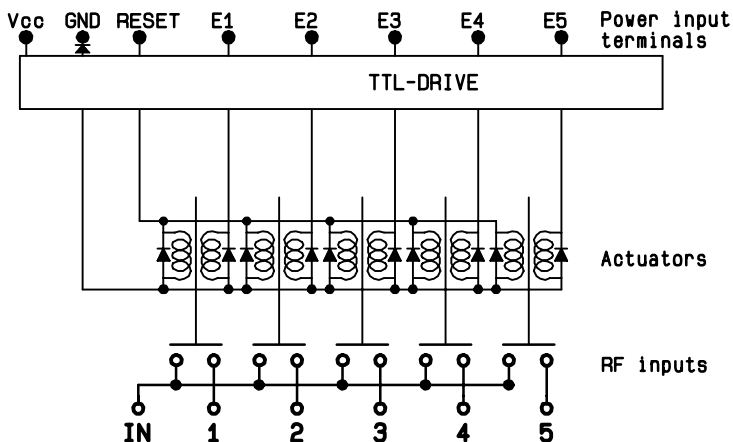 Vcc GND RESET E1 E2 E3 E4 E5 Power input
terminals
TTL-DRIVE
Actuators
RF inputs
IN 1 2 3 4 5